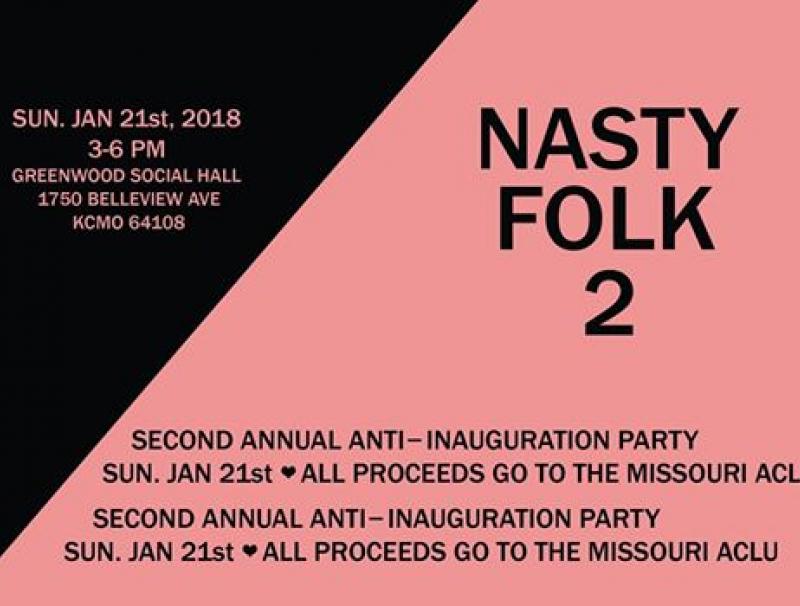 SUN. JAN 21st, 2018
3-6 PM
GREENWOOD SOCIAL HALL
1750 BELLEVIEW AVE
KCMO 64108
NASTY
FOLK
2
SECOND ANNUAL ANTI–INAUGURATION PARTY
SUN. JAN 21st ❤ ALL PROCEEDS GO TO THE MISSOURI ACL
SECOND ANNUAL ANTI–INAUGURATION PARTY
SUN. JAN 21st ❤ ALL PROCEEDS GO TO THE MISSOURI ACLU